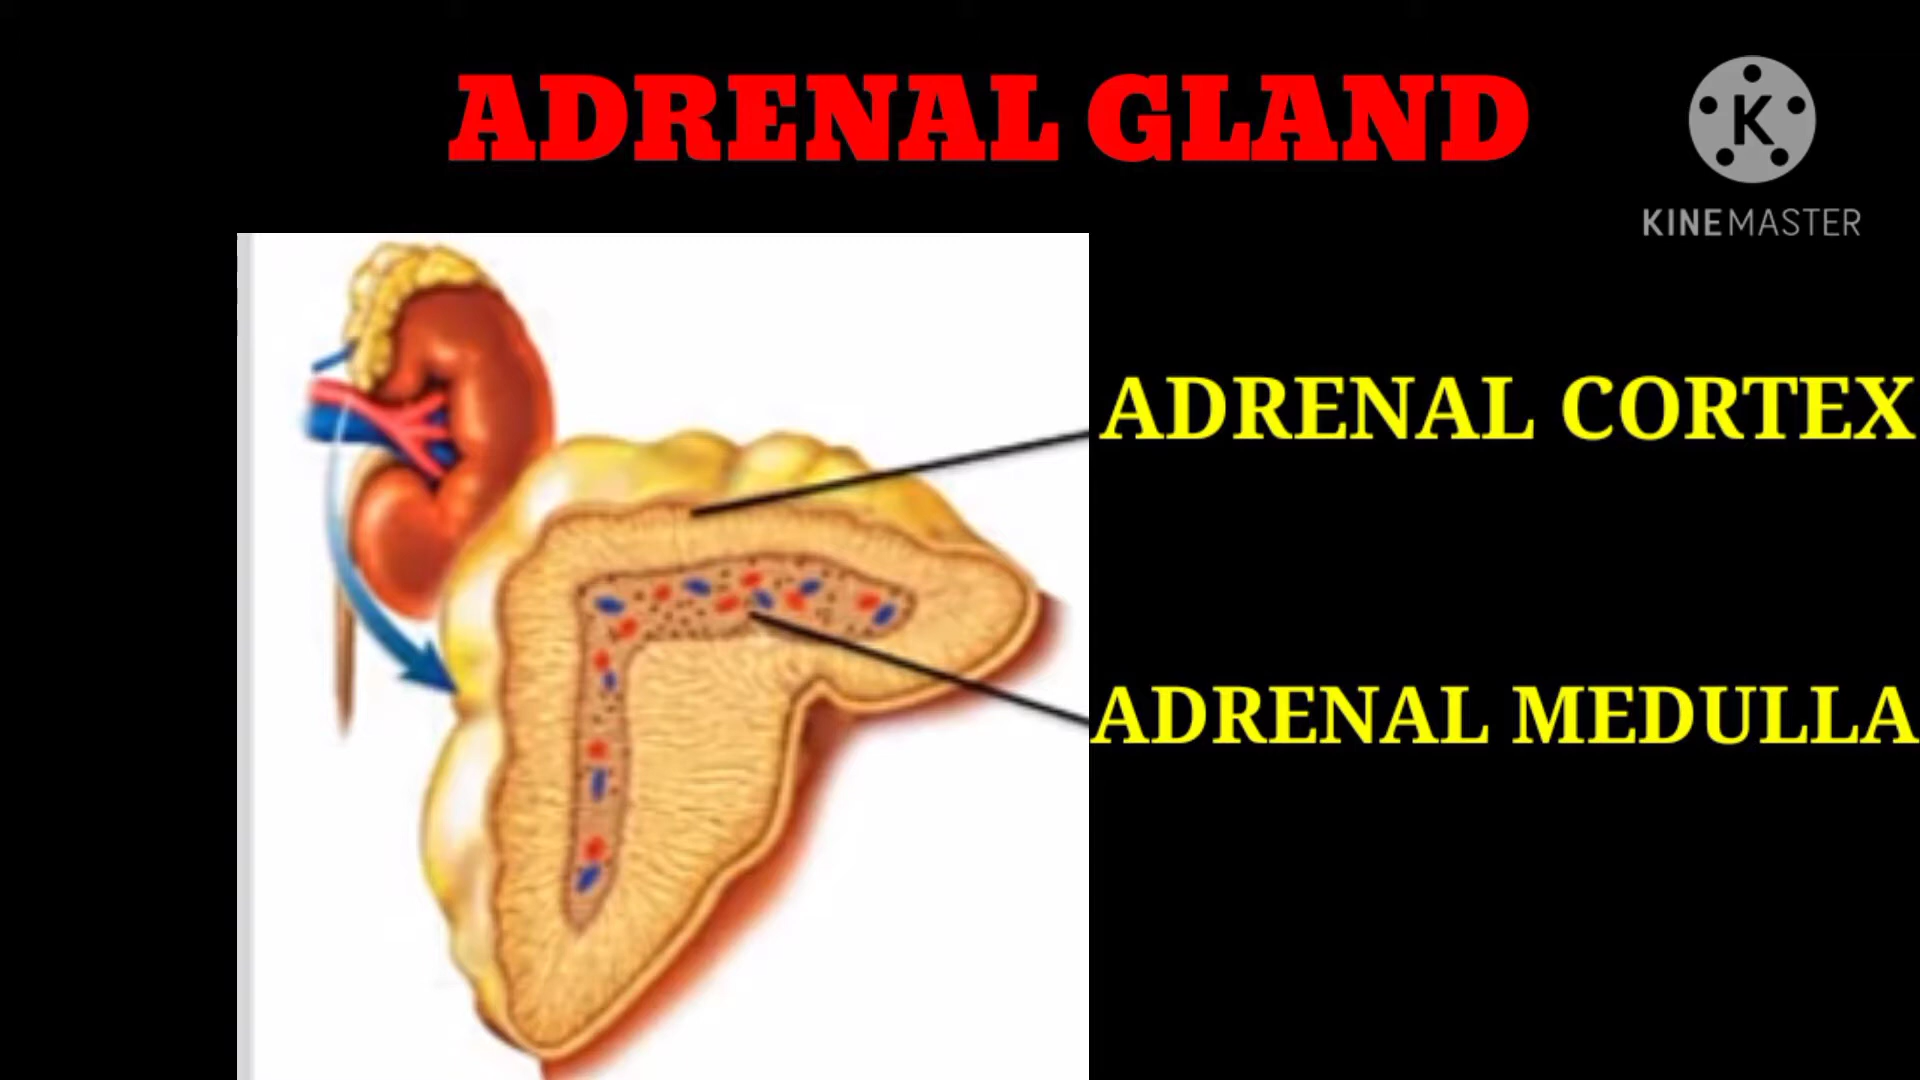 ADRENAL GLAND
K
KINEMASTER
ADRENAL CORTEX
ADRENAL MEDULLA